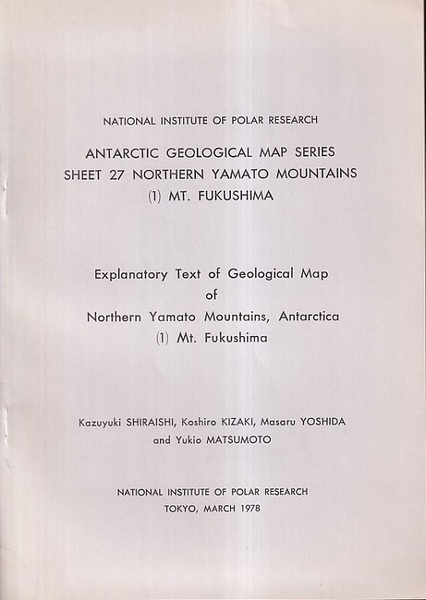 NATIONAL INSTITUTE OF POLAR RESEARCH
ANTARCTIC GEOLOGICAL MAP SERIES
SHEET 27 NORTHERN YAMATO MOUNTAINS
(1) MT. FUKUSHIMA
Explanatory Text of Geological Map
of
Northern Yamato Mountains, Antarctica
(1) Mt. Fukushima
Kazuyuki SHIRAISHI, Koshiro KIZAKI, Masaru YOSHIDA
and Yukio MATSUMOTO
NATIONAL INSTITUTE OF POLAR RESEARCH
TOKYO, MARCH 1978